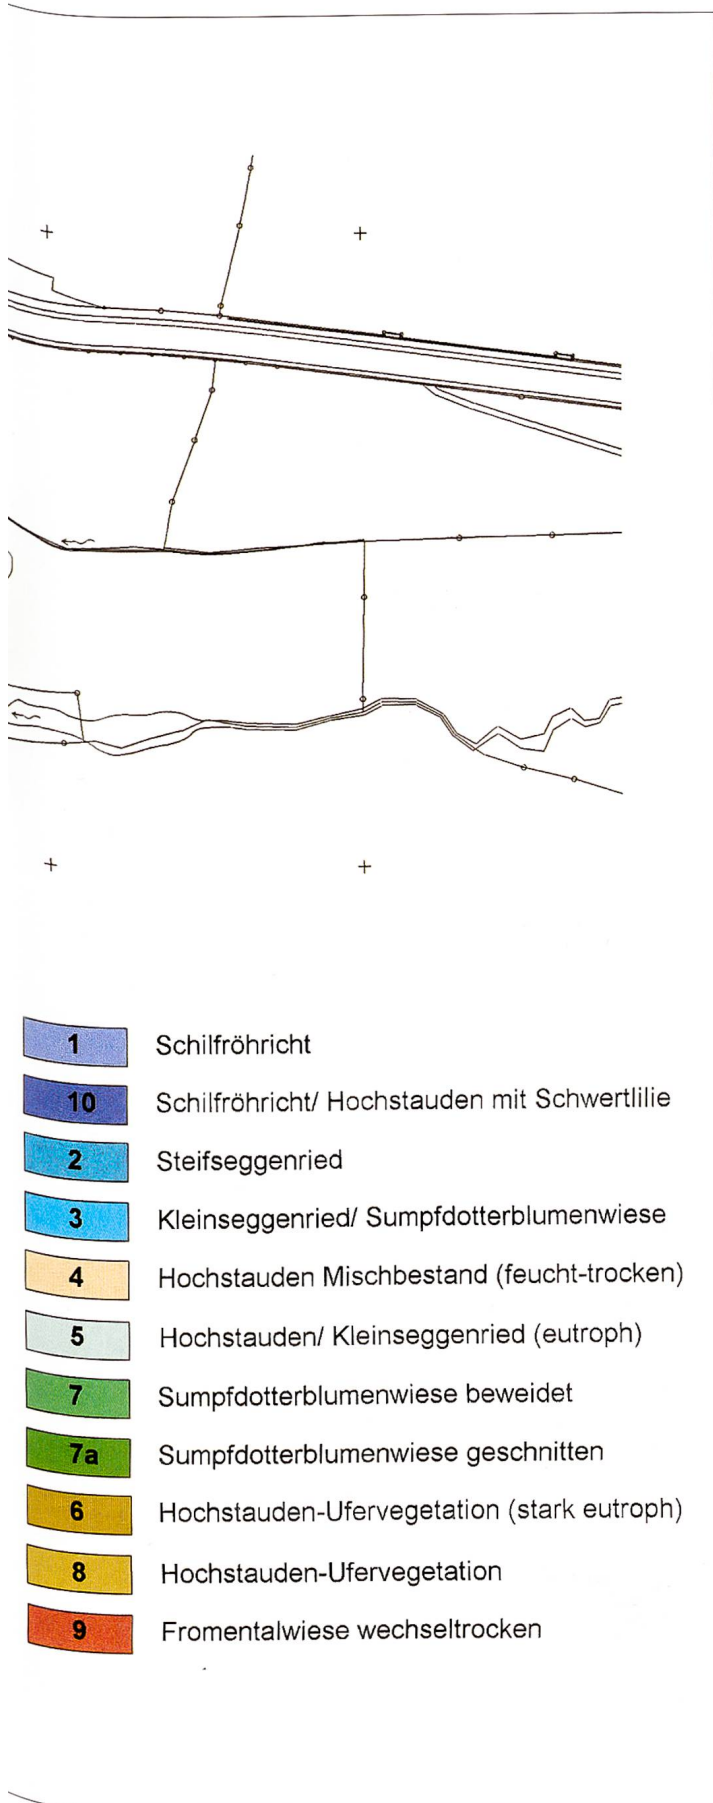 1 Schilfröhricht
10 Schilfröhricht/ Hochstauden mit Schwertlilie
2 Steifseggenried
3 Kleinseggenried/ Sumpfdotterblumenwiese
4 Hochstauden Mischbestand (feucht-trocken)
5 Hochstauden/ Kleinseggenried (eutroph)
7 Sumpfdotterblumenwiese beweidet
7a Sumpfdotterblumenwiese geschnitten
6 Hochstauden-Ufervegetation (stark eutroph)
8 Hochstauden-Ufervegetation
9 Fromentalwiese wechseltrocken